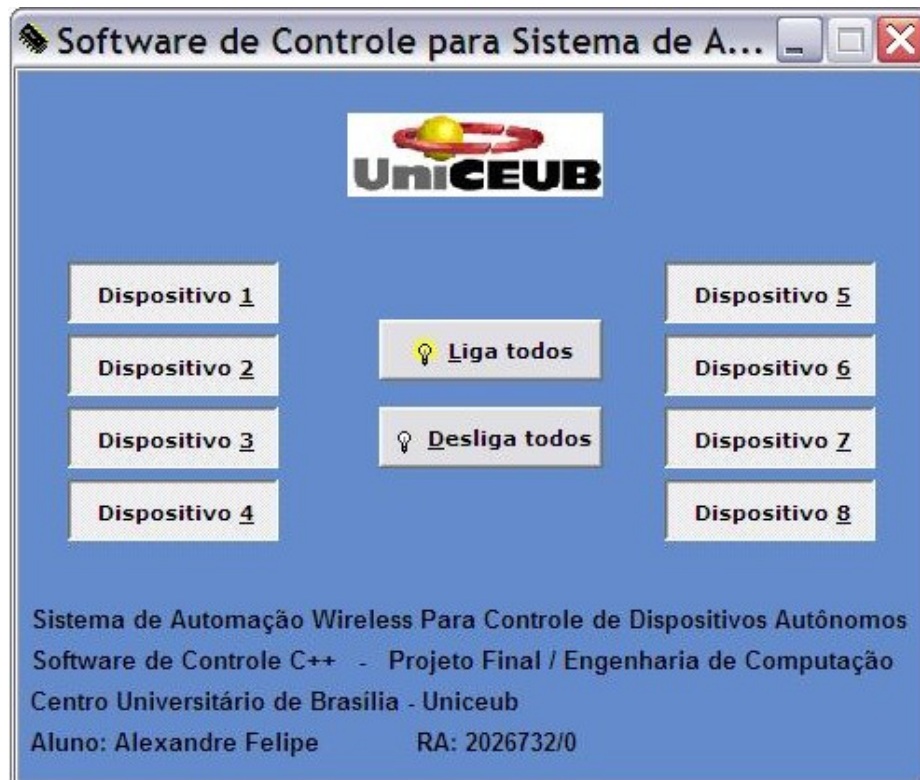 Software de Controle para Sistema de A...
UniCEUB
Dispositivo 1
Dispositivo 2
Dispositivo 3
Dispositivo 4
Liga todos
Desliga todos
Dispositivo 5
Dispositivo 6
Dispositivo 7
Dispositivo 8
Sistema de Automação Wireless Para Controle de Dispositivos Autônomos
Software de Controle C++ - Projeto Final / Engenharia de Computação
Centro Universitário de Brasília - Uniceub
Aluno: Alexandre Felipe RA: 2026732/0